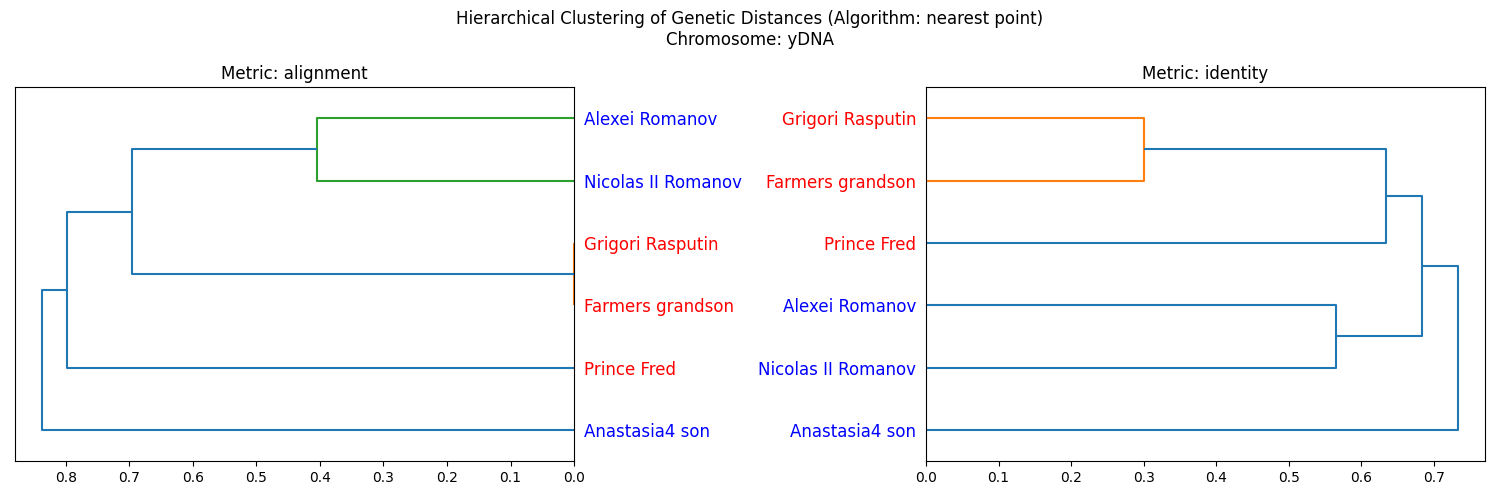 Hierarchical Clustering of Genetic Distances (Algorithm: nearest point)
Chromosome: yDNA
Metric: alignment
Alexei Romanov
Nicolas II Romanov
Grigori Rasputin
Farmers grandson
Prince Fred
Anastasia4 son
0.8 0.7 0.6 0.5 0.4 0.3 0.2 0.1 0.0
Metric: identity
Grigori Rasputin
Farmers grandson
Prince Fred
Alexei Romanov
Nicolas II Romanov
Anastasia4 son
0.0 0.1 0.2 0.3 0.4 0.5 0.6 0.7